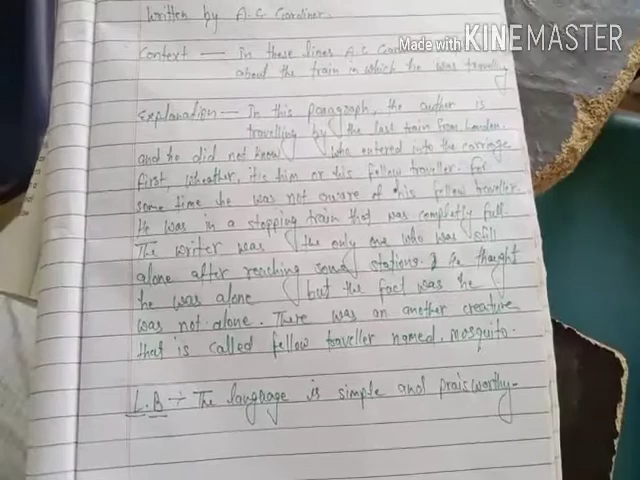 Written by A.C Gardiner.
Made with KINEMASTER
Context — In these lines A.C Gar
about the train in which he was travelling
Explanation — In this paragraph, the author is
travelling by the last train from London.
and he did not know who entered into the carriage
first, wheather, it is him or his fellow traveller. For
some time he was not aware of his fellow traveller.
He was in a stopping train that was completly full.
The writer was the only one who was still
alone after reaching some stations. he thought
he was alone but the fact was he
was not alone. There was an another creature
that is called fellow traveller named, mosquito.
L.B :→ The language is simple and praisworthy.